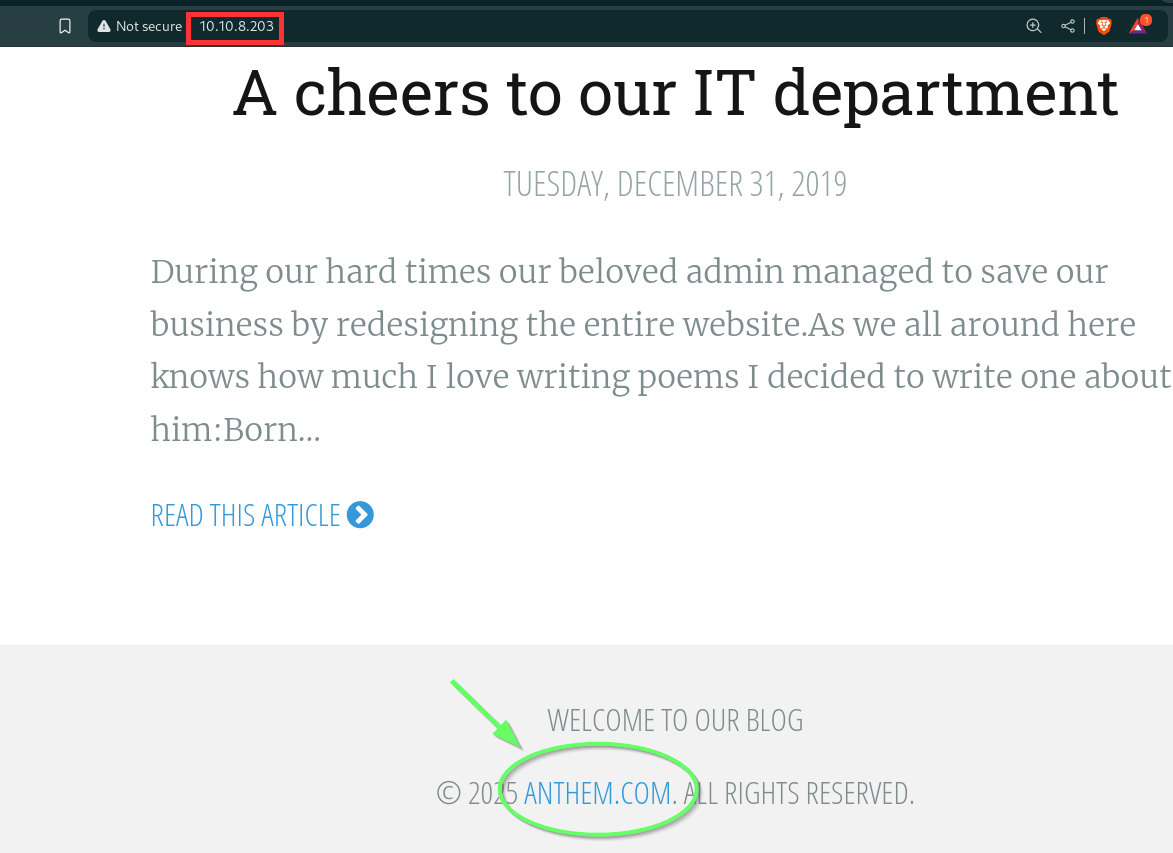 Not secure 10.10.8.203
1
A cheers to our IT department
TUESDAY, DECEMBER 31, 2019
During our hard times our beloved admin managed to save our
business by redesigning the entire website.As we all around here
knows how much I love writing poems I decided to write one about
him:Born...
READ THIS ARTICLE
WELCOME TO OUR BLOG
© 2025 ANTHEM.COM. ALL RIGHTS RESERVED.